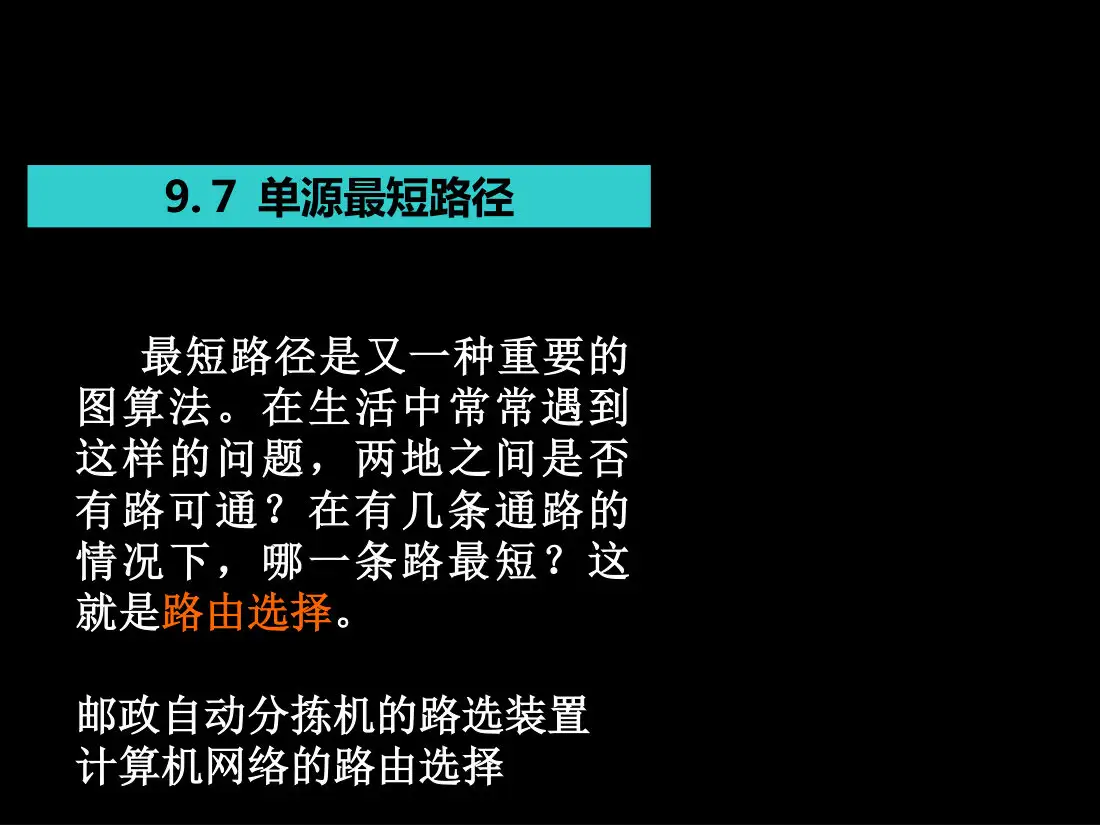 9.7 单源最短路径
最短路径是又一种重要的
图算法。在生活中常常遇到
这样的问题，两地之间是否
有路可通？在有几条通路的
情况下，哪一条路最短？这
就是路由选择。
邮政自动分拣机的路选装置
计算机网络的路由选择